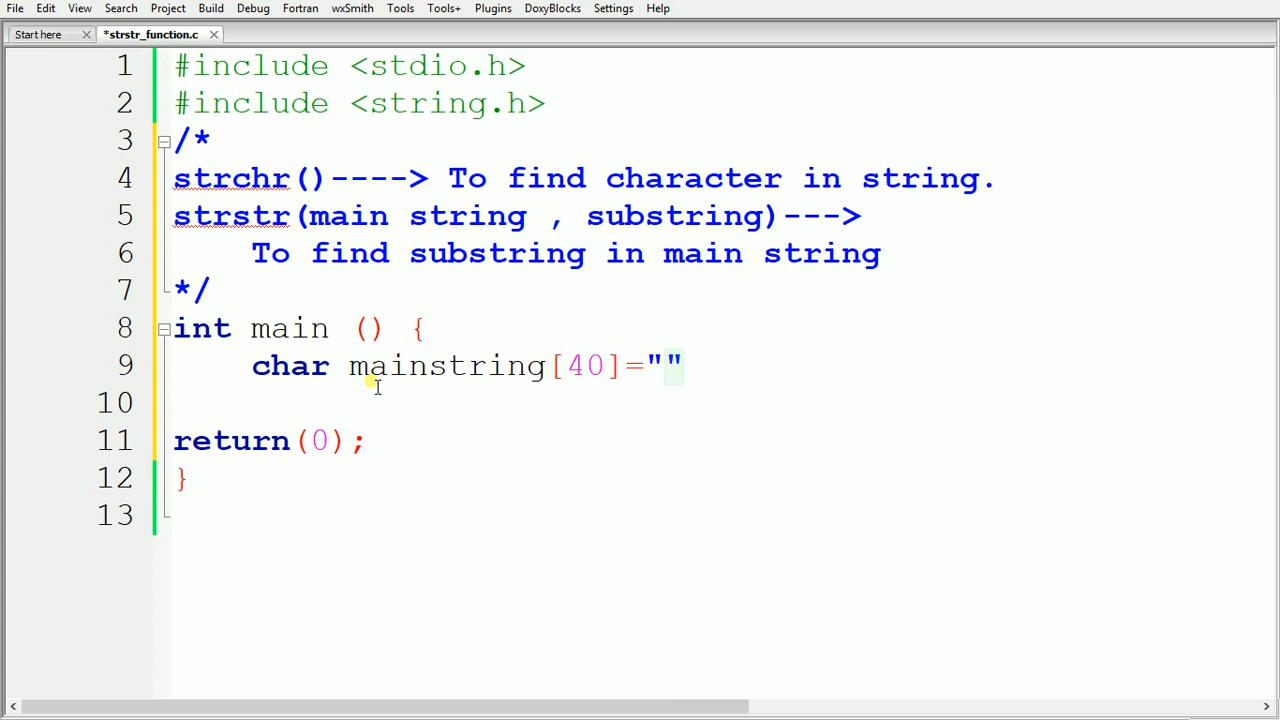 File Edit View Search Project Build Debug Fortran wxSmith Tools Tools+ Plugins DoxyBlocks Settings Help
Start here *strstr_function.c
1 #include <stdio.h>
2 #include <string.h>
3 /*
4 strchr()----> To find character in string.
5 strstr(main string , substring)--->
6 To find substring in main string
7 */
8 int main () {
9 char mainstring[40]=""
10
11 return(0);
12 }
13